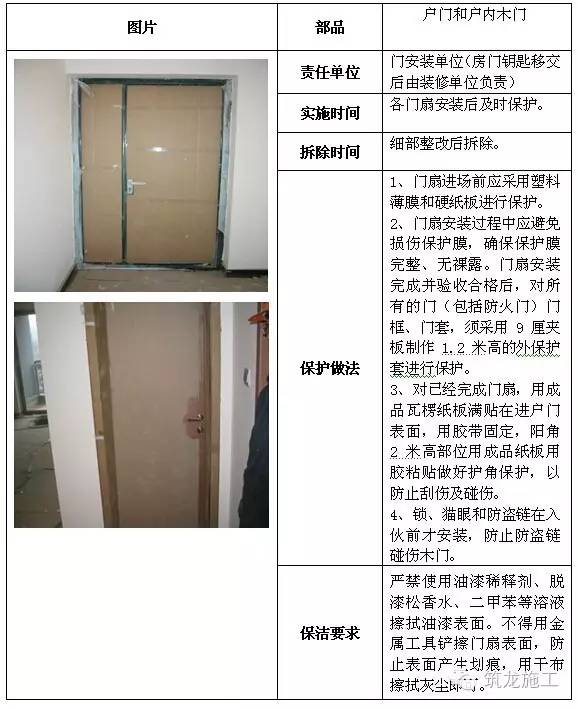 图片
部品
户门和户内木门
责任单位
门安装单位（房门钥匙移交
后由装修单位负责）
实施时间
各门扇安装后及时保护。
拆除时间
细部整改后拆除。
保护做法
1、门扇进场前应采用塑料
薄膜和硬纸板进行保护。
2、门扇安装过程中应避免
损伤保护膜，确保保护膜
完整、无裸露。门扇安装
完成并验收合格后，对所
有的门（包括防火门）门
框、门套，须采用 9 厘夹
板制作 1.2 米高的外保护
套进行保护。
3、对已经完成门扇，用成
品瓦楞纸板满贴在进户门
表面，用胶带固定，阳角
2 米高部位用成品纸板用
胶粘贴做好护角保护，以
防止刮伤及碰伤。
4、锁、猫眼和防盗链在入
伙前才安装，防止防盗链
碰伤木门。
保洁要求
严禁使用油漆稀释剂、脱
漆松香水、二甲苯等溶液
擦拭油漆表面。不得用金
属工具铲擦门扇表面，防
止表面产生划痕，用干布
擦拭灰尘即可。
筑龙施工